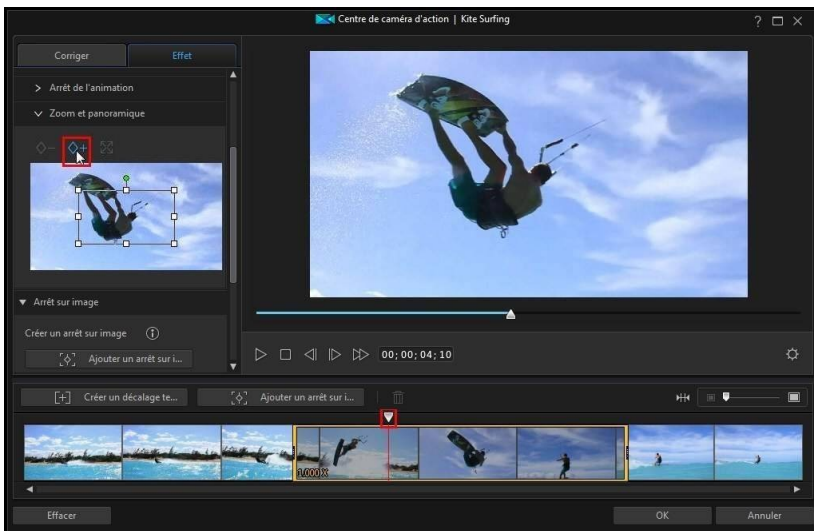 Centre de caméra d'action | Kite Surfing
Corriger
Effet
Arrêt de l'animation
Zoom et panoramique
Arrêt sur image
Créer un arrêt sur image
Ajouter un arrêt sur i...
00; 00; 04; 10
Créer un décalage te...
Ajouter un arrêt sur i...
1.000 X
Effacer
OK
Annuler